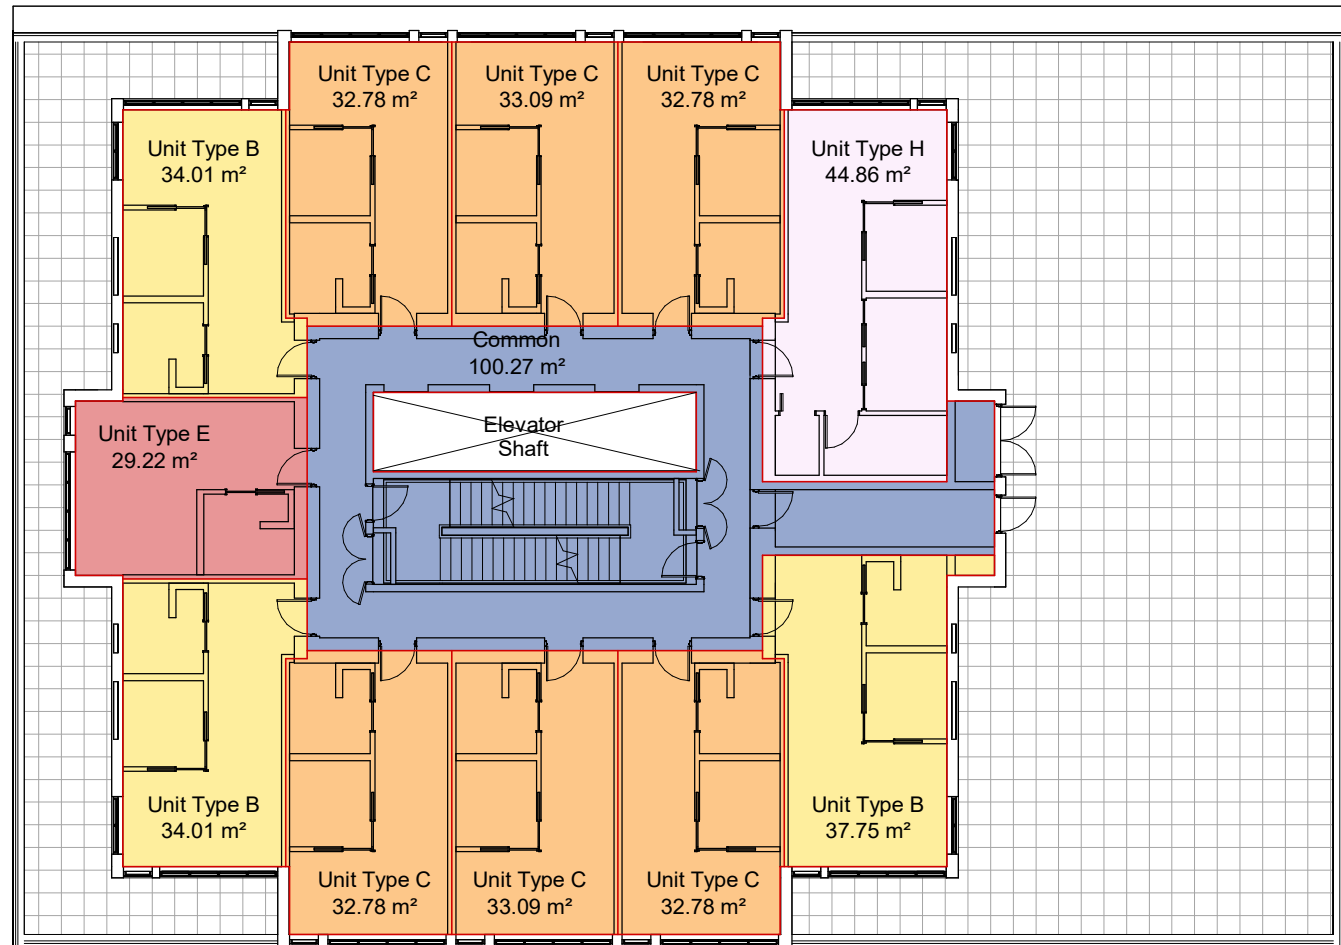 Unit Type C
32.78 m²
Unit Type C
33.09 m²
Unit Type C
32.78 m²
Unit Type B
34.01 m²
Unit Type H
44.86 m²
Common
100.27 m²
Elevator
Shaft
Unit Type E
29.22 m²
Unit Type B
34.01 m²
Unit Type B
37.75 m²
Unit Type C
32.78 m²
Unit Type C
33.09 m²
Unit Type C
32.78 m²